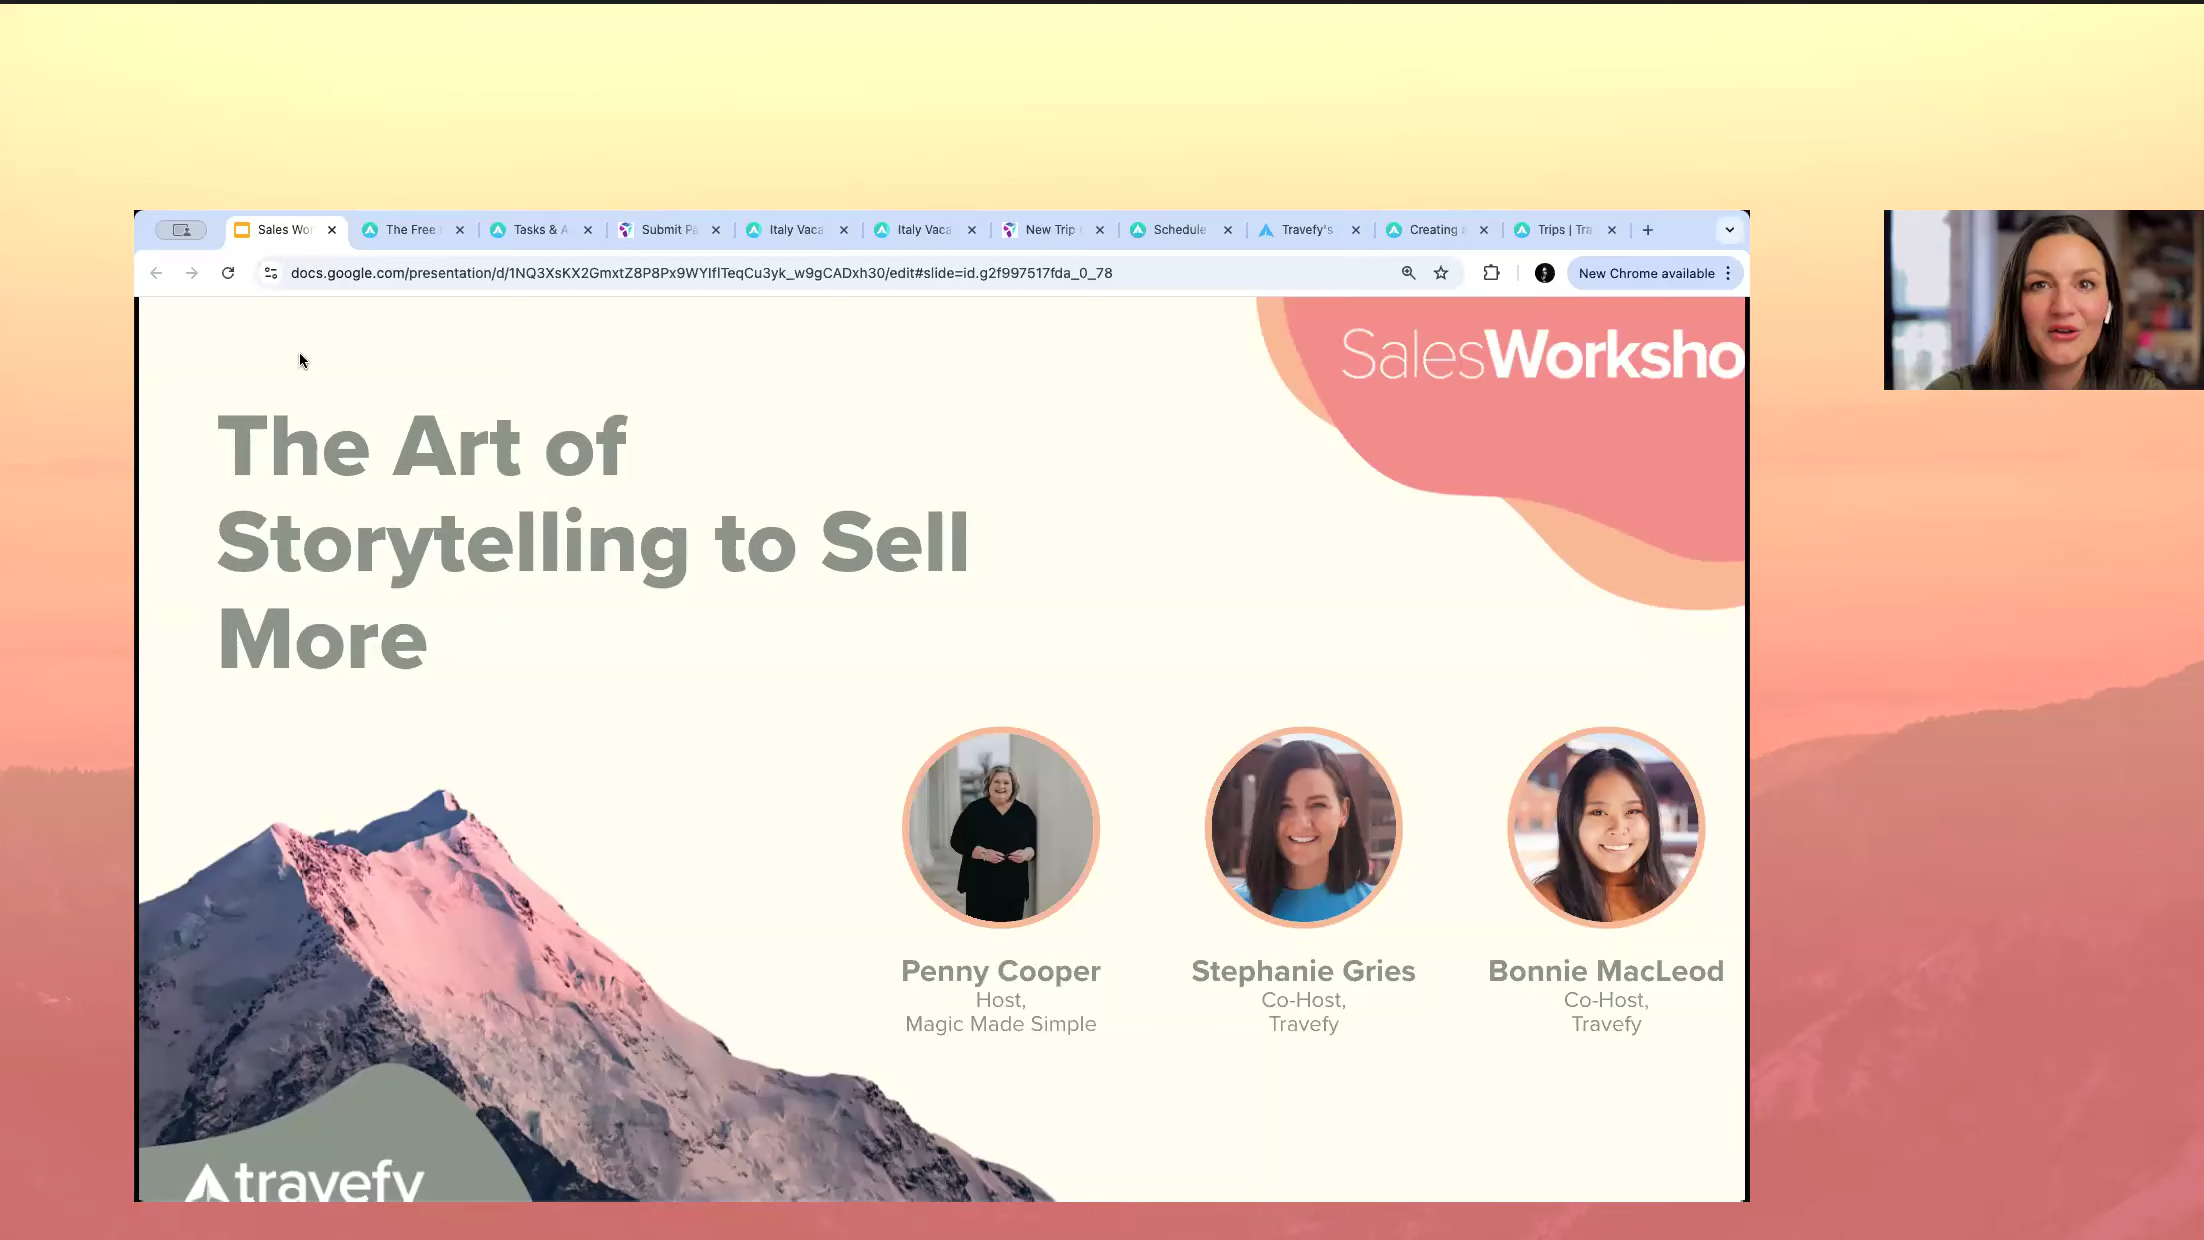 Sales Wor
The Free
Tasks & A
Submit Pa
Italy Vaca
Italy Vaca
New Trip
Schedule
Travefy's
Creating a
Trips | Tra
docs.google.com/presentation/d/1NQ3XsKX2GmxtZ8P8Px9WYIflTeqCu3yk_w9gCADxh30/edit#slide=id.g2f997517fda_0_78
New Chrome available
SalesWorksho
The Art of
Storytelling to Sell
More
Penny Cooper
Host,
Magic Made Simple
Stephanie Gries
Co-Host,
Travefy
Bonnie MacLeod
Co-Host,
Travefy
travefy